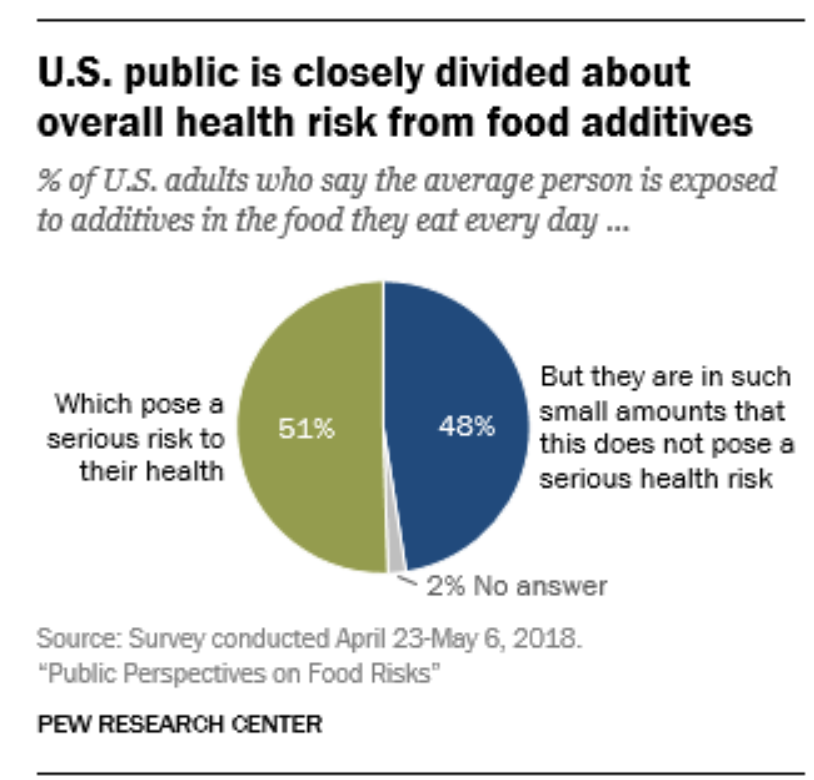 U.S. public is closely divided about
overall health risk from food additives
% of U.S. adults who say the average person is exposed
to additives in the food they eat every day ...
Which pose a
serious risk to
their health
51%
48%
But they are in such
small amounts that
this does not pose a
serious health risk
2% No answer
Source: Survey conducted April 23-May 6, 2018.
“Public Perspectives on Food Risks”
PEW RESEARCH CENTER